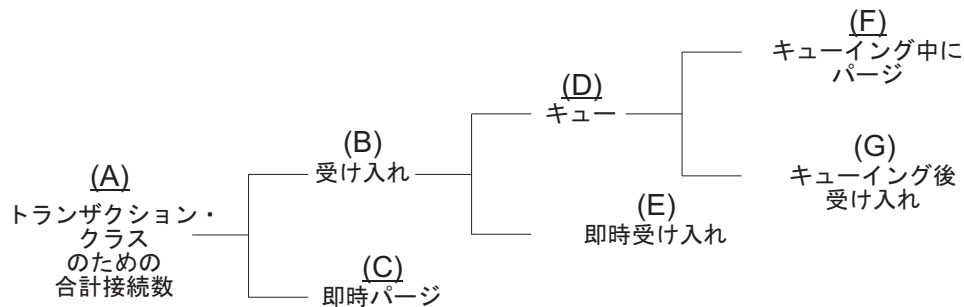 (A)
トランザクション・
クラス
のための
合計接続数
(B)
受け入れ
(C)
即時パージ
(D)
キュー
(E)
即時受け入れ
(F)
キューイング中に
パージ
(G)
キューイング後
受け入れ